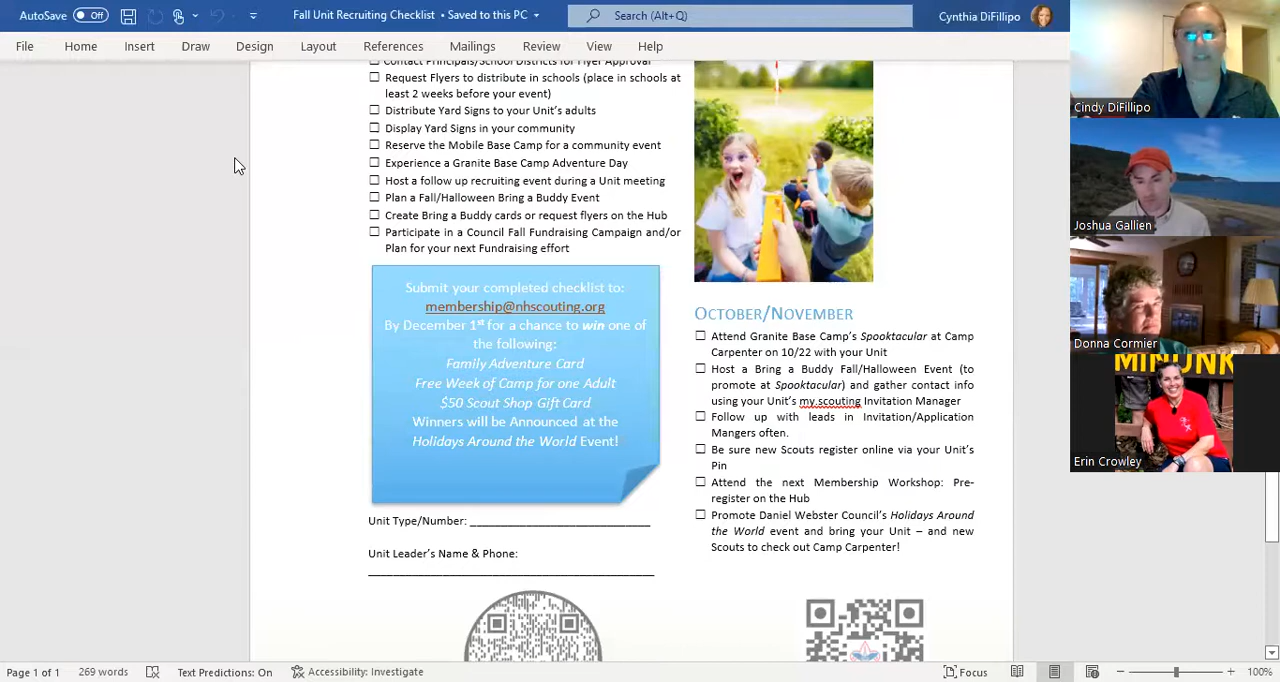 AutoSave Off Fall Unit Recruiting Checklist • Saved to this PC Search (Alt+Q) Cynthia DiFillipo
File Home Insert Draw Design Layout References Mailings Review View Help
Contact Principals/School Districts for Flyer Approval
☐ Request Flyers to distribute in schools (place in schools at
least 2 weeks before your event)
☐ Distribute Yard Signs to your Unit's adults
☐ Display Yard Signs in your community
☐ Reserve the Mobile Base Camp for a community event
☐ Experience a Granite Base Camp Adventure Day
☐ Host a follow up recruiting event during a Unit meeting
☐ Plan a Fall/Halloween Bring a Buddy Event
☐ Create Bring a Buddy cards or request flyers on the Hub
☐ Participate in a Council Fall Fundraising Campaign and/or
Plan for your next Fundraising effort
Submit your completed checklist to:
membership@nhscouting.org
By December 1st for a chance to win one of
the following:
Family Adventure Card
Free Week of Camp for one Adult
$50 Scout Shop Gift Card
Winners will be Announced at the
Holidays Around the World Event!
Unit Type/Number: ____________________________
Unit Leader's Name & Phone:
____________________________________________
OCTOBER/NOVEMBER
☐ Attend Granite Base Camp's Spooktacular at Camp
Carpenter on 10/22 with your Unit
☐ Host a Bring a Buddy Fall/Halloween Event (to
promote at Spooktacular) and gather contact info
using your Unit's my.scouting Invitation Manager
☐ Follow up with leads in Invitation/Application
Mangers often.
☐ Be sure new Scouts register online via your Unit's
Pin
☐ Attend the next Membership Workshop: Pre-
register on the Hub
☐ Promote Daniel Webster Council's Holidays Around
the World event and bring your Unit – and new
Scouts to check out Camp Carpenter!
Cindy DiFillipo
Joshua Gallien
Donna Cormier
Erin Crowley
Page 1 of 1 269 words Text Predictions: On Accessibility: Investigate Focus 100%